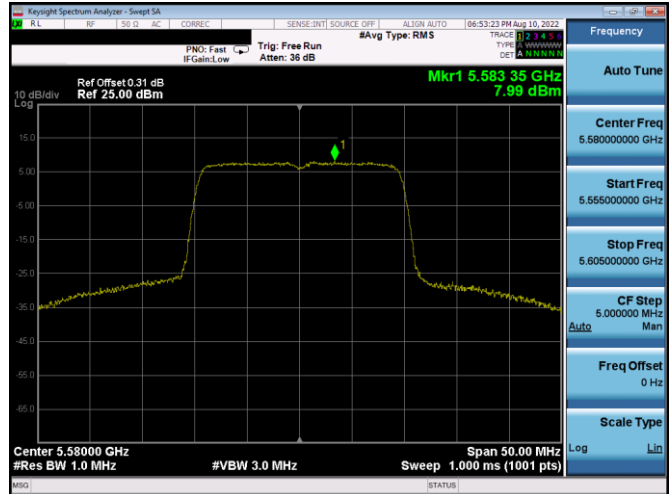 Keysight Spectrum Analyzer - Swept SA
LXI RL RF 50 Ω AC CORREC SENSE:INT SOURCE OFF ALIGN AUTO 06:53:23 PM Aug 10, 2022
#Avg Type: RMS TRACE 1 2 3 4 5 6
PNO: Fast Trig: Free Run TYPE A WWWWW
IFGain:Low Atten: 36 dB DET A N N N N N
Mkr1 5.583 35 GHz
Ref Offset 0.31 dB
10 dB/div Ref 25.00 dBm 7.99 dBm
Log
15.0
1
5.00
-5.00
-15.0
-25.0
-35.0
-45.0
-55.0
-65.0
Center 5.58000 GHz Span 50.00 MHz
#Res BW 1.0 MHz #VBW 3.0 MHz Sweep 1.000 ms (1001 pts)
MSG STATUS
Frequency
Auto Tune
Center Freq
5.580000000 GHz
Start Freq
5.555000000 GHz
Stop Freq
5.605000000 GHz
CF Step
5.000000 MHz
Auto Man
Freq Offset
0 Hz
Scale Type
Log Lin